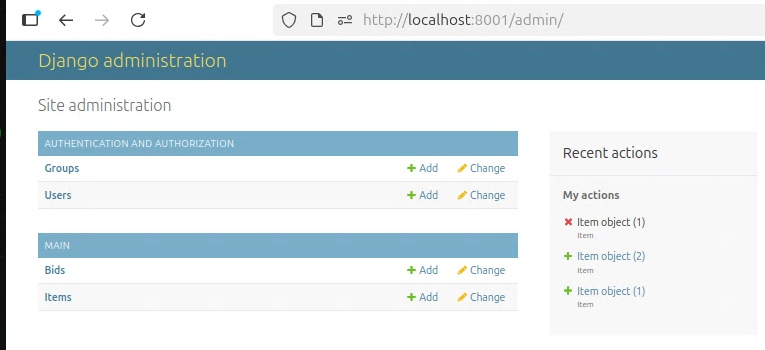 http://localhost:8001/admin/
Django administration
Site administration
AUTHENTICATION AND AUTHORIZATION
Groups Add Change
Users Add Change
MAIN
Bids Add Change
Items Add Change
Recent actions
My actions
Item object (1)
Item
Item object (2)
Item
Item object (1)
Item